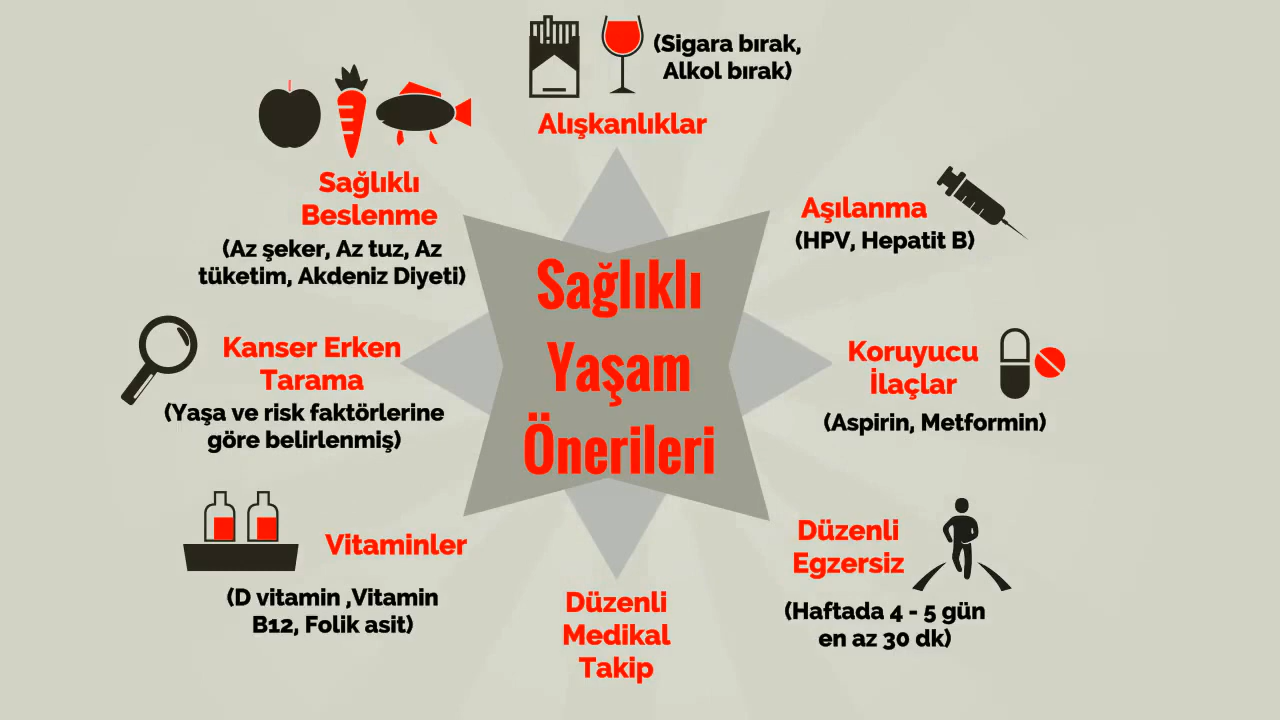 (Sigara bırak,
Alkol bırak)
Alışkanlıklar
Sağlıklı
Beslenme
(Az şeker, Az tuz, Az
tüketim, Akdeniz Diyeti)
Aşılanma
(HPV, Hepatit B)
Sağlıklı
Yaşam
Önerileri
Kanser Erken
Tarama
(Yaşa ve risk faktörlerine
göre belirlenmiş)
Koruyucu
İlaçlar
(Aspirin, Metformin)
Vitaminler
(D vitamin ,Vitamin
B12, Folik asit)
Düzenli
Medikal
Takip
Düzenli
Egzersiz
(Haftada 4 - 5 gün
en az 30 dk)